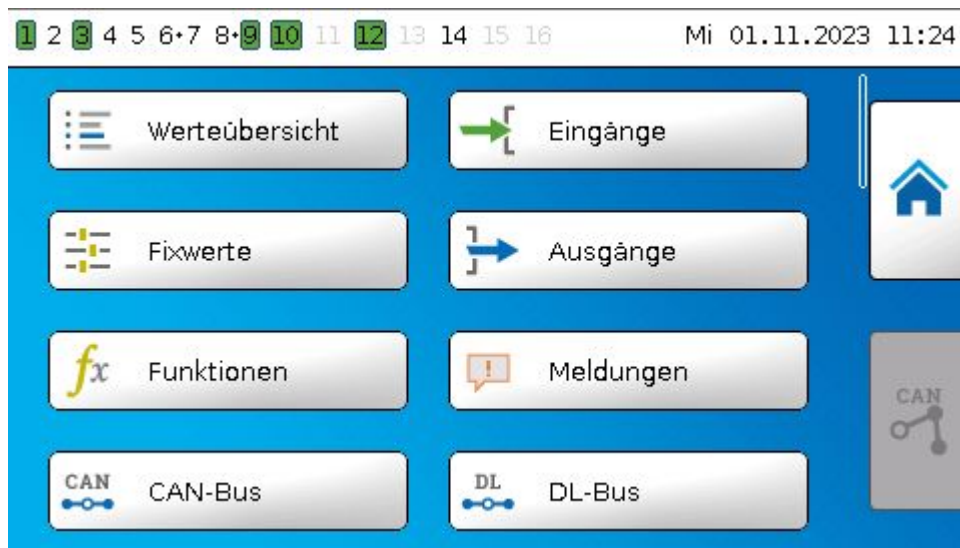 1 2 3 4 5 6·7 8·9 10 11 12 13 14 15 16 Mi 01.11.2023 11:24
Werteübersicht Eingänge
Fixwerte Ausgänge
fx Funktionen ! Meldungen
CAN
CAN CAN-Bus DL DL-Bus